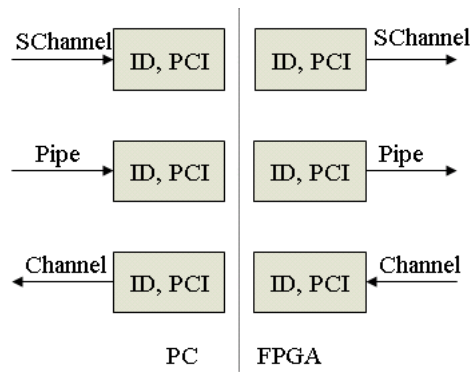 SChannel
ID, PCI
ID, PCI
SChannel
Pipe
ID, PCI
ID, PCI
Pipe
Channel
ID, PCI
ID, PCI
Channel
PC
FPGA